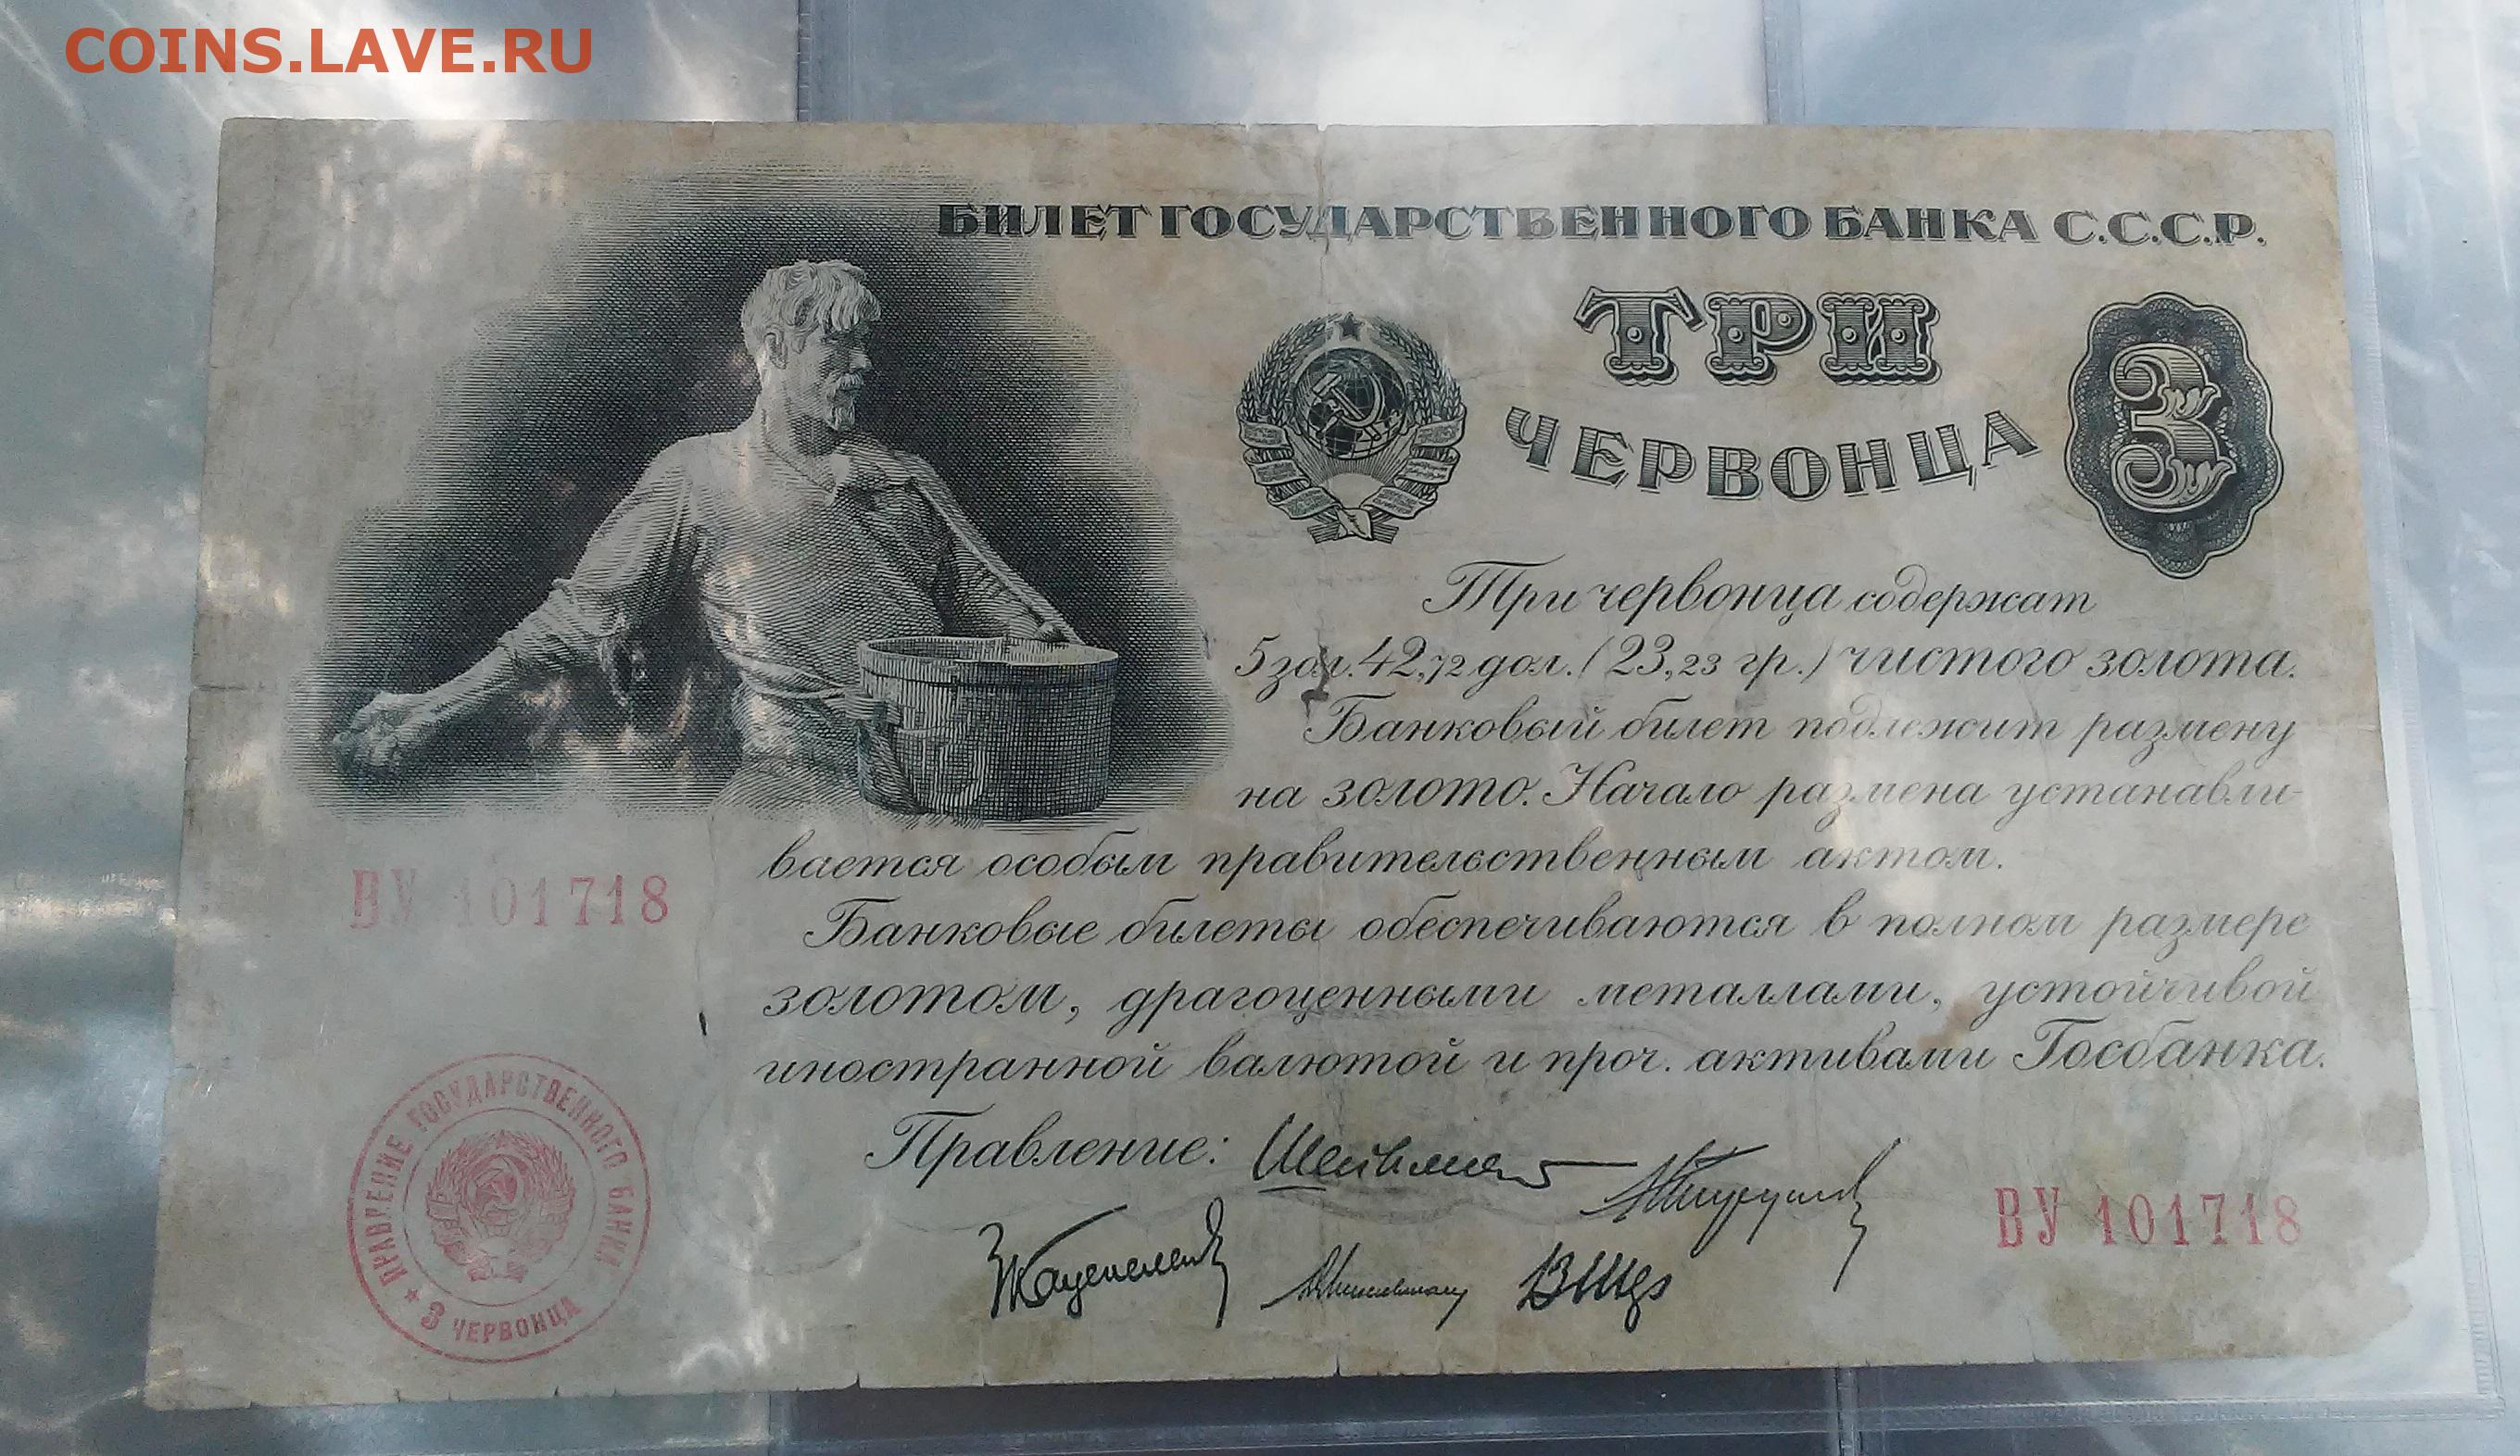 COINS.LAVE.RU
БИЛЕТ ГОСУДАРСТВЕННОГО БАНКА С.С.С.Р.
ТРИ
ЧЕРВОНЦА
3
Три червонца содержат
5 зол. 42,72 дол. (23,23 гр.) чистого золота.
Банковый билет подлежит размену
на золото. Начало размена устанавли-
вается особым правительственным актом.
Банковые билеты обеспечиваются в полном размере
золотом, драгоценными металлами, устойчивой
иностранной валютой и проч. активами Госбанка.
ВУ 101718
Правление:
ПРАВЛЕНИЕ ГОСУДАРСТВЕННОГО БАНКА
★ 3 ЧЕРВОНЦА
ВУ 101718